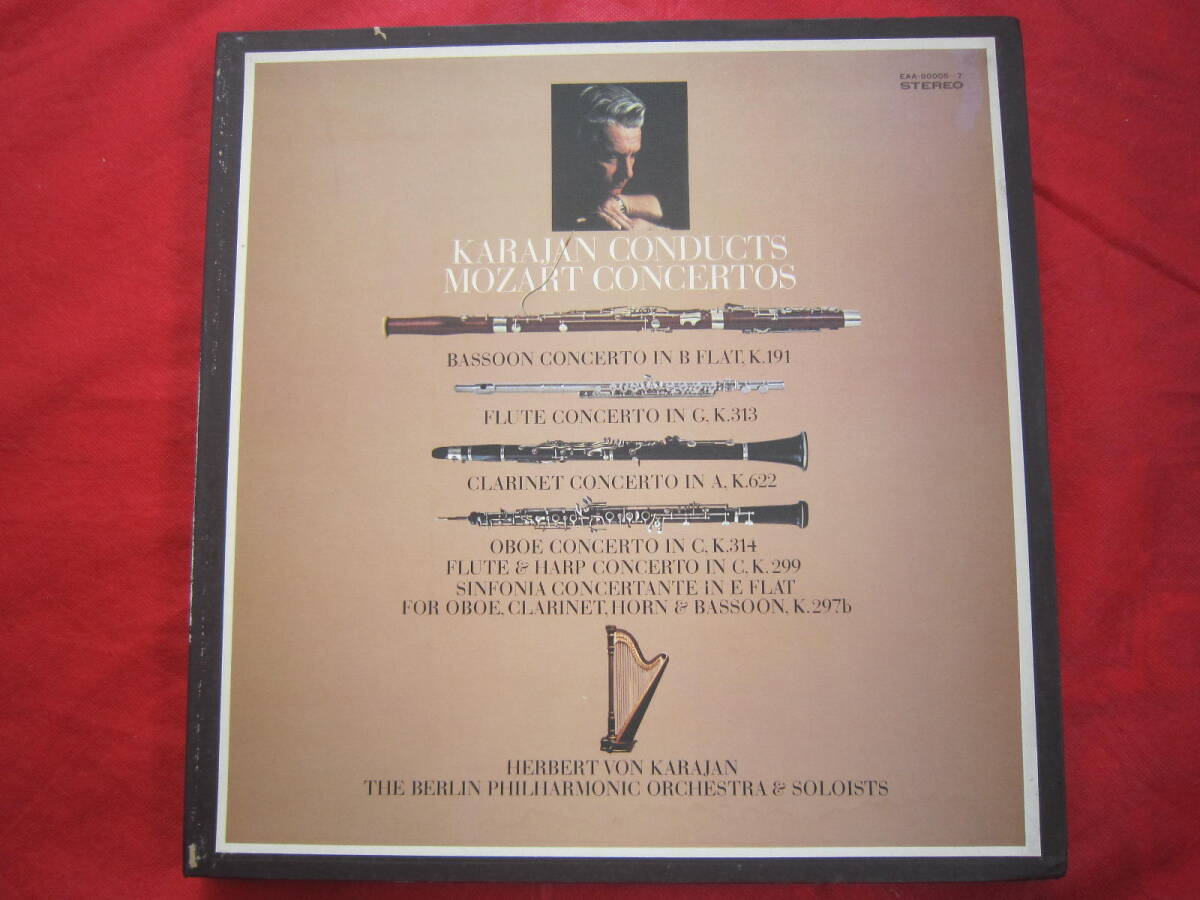 EAA-90005~7
STEREO
KARAJAN CONDUCTS
MOZART CONCERTOS
BASSOON CONCERTO IN B FLAT, K.191
FLUTE CONCERTO IN G, K.313
CLARINET CONCERTO IN A, K.622
OBOE CONCERTO IN C, K.314
FLUTE & HARP CONCERTO IN C, K. 299
SINFONIA CONCERTANTE IN E FLAT
FOR OBOE, CLARINET, HORN & BASSOON, K.297b
HERBERT VON KARAJAN
THE BERLIN PHILHARMONIC ORCHESTRA & SOLOISTS